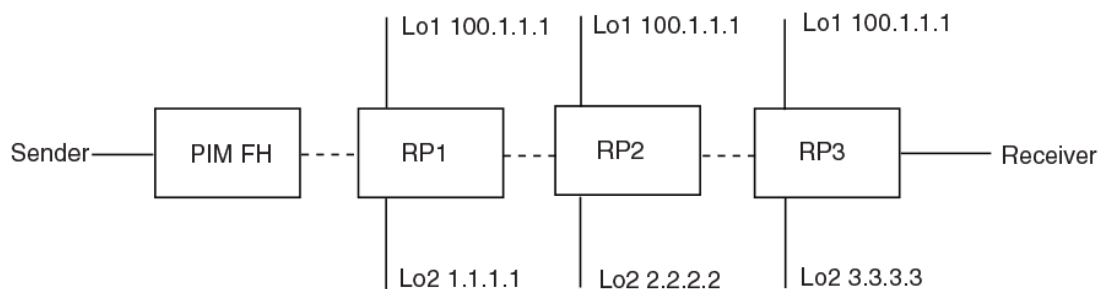 Lo1 100.1.1.1
Lo1 100.1.1.1
Lo1 100.1.1.1
Sender
PIM FH
RP1
RP2
RP3
Receiver
Lo2 1.1.1.1
Lo2 2.2.2.2
Lo2 3.3.3.3